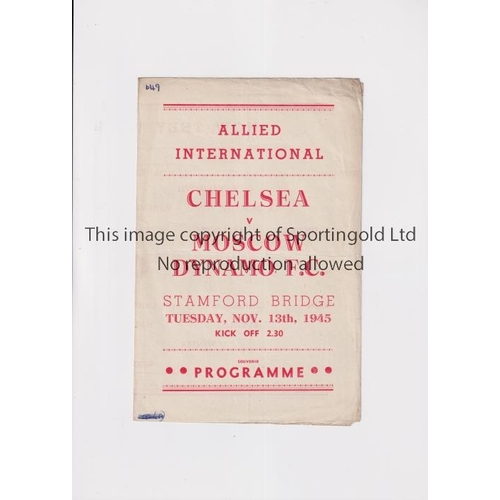 649
ALLIED
INTERNATIONAL
CHELSEA
v
This image copyright of Sportingold Ltd
MOSCOW
No reproduction allowed
DYNAMO F.C.
STAMFORD BRIDGE
TUESDAY, NOV. 13th, 1945
KICK OFF 2.30
SOUVENIR
PROGRAMME